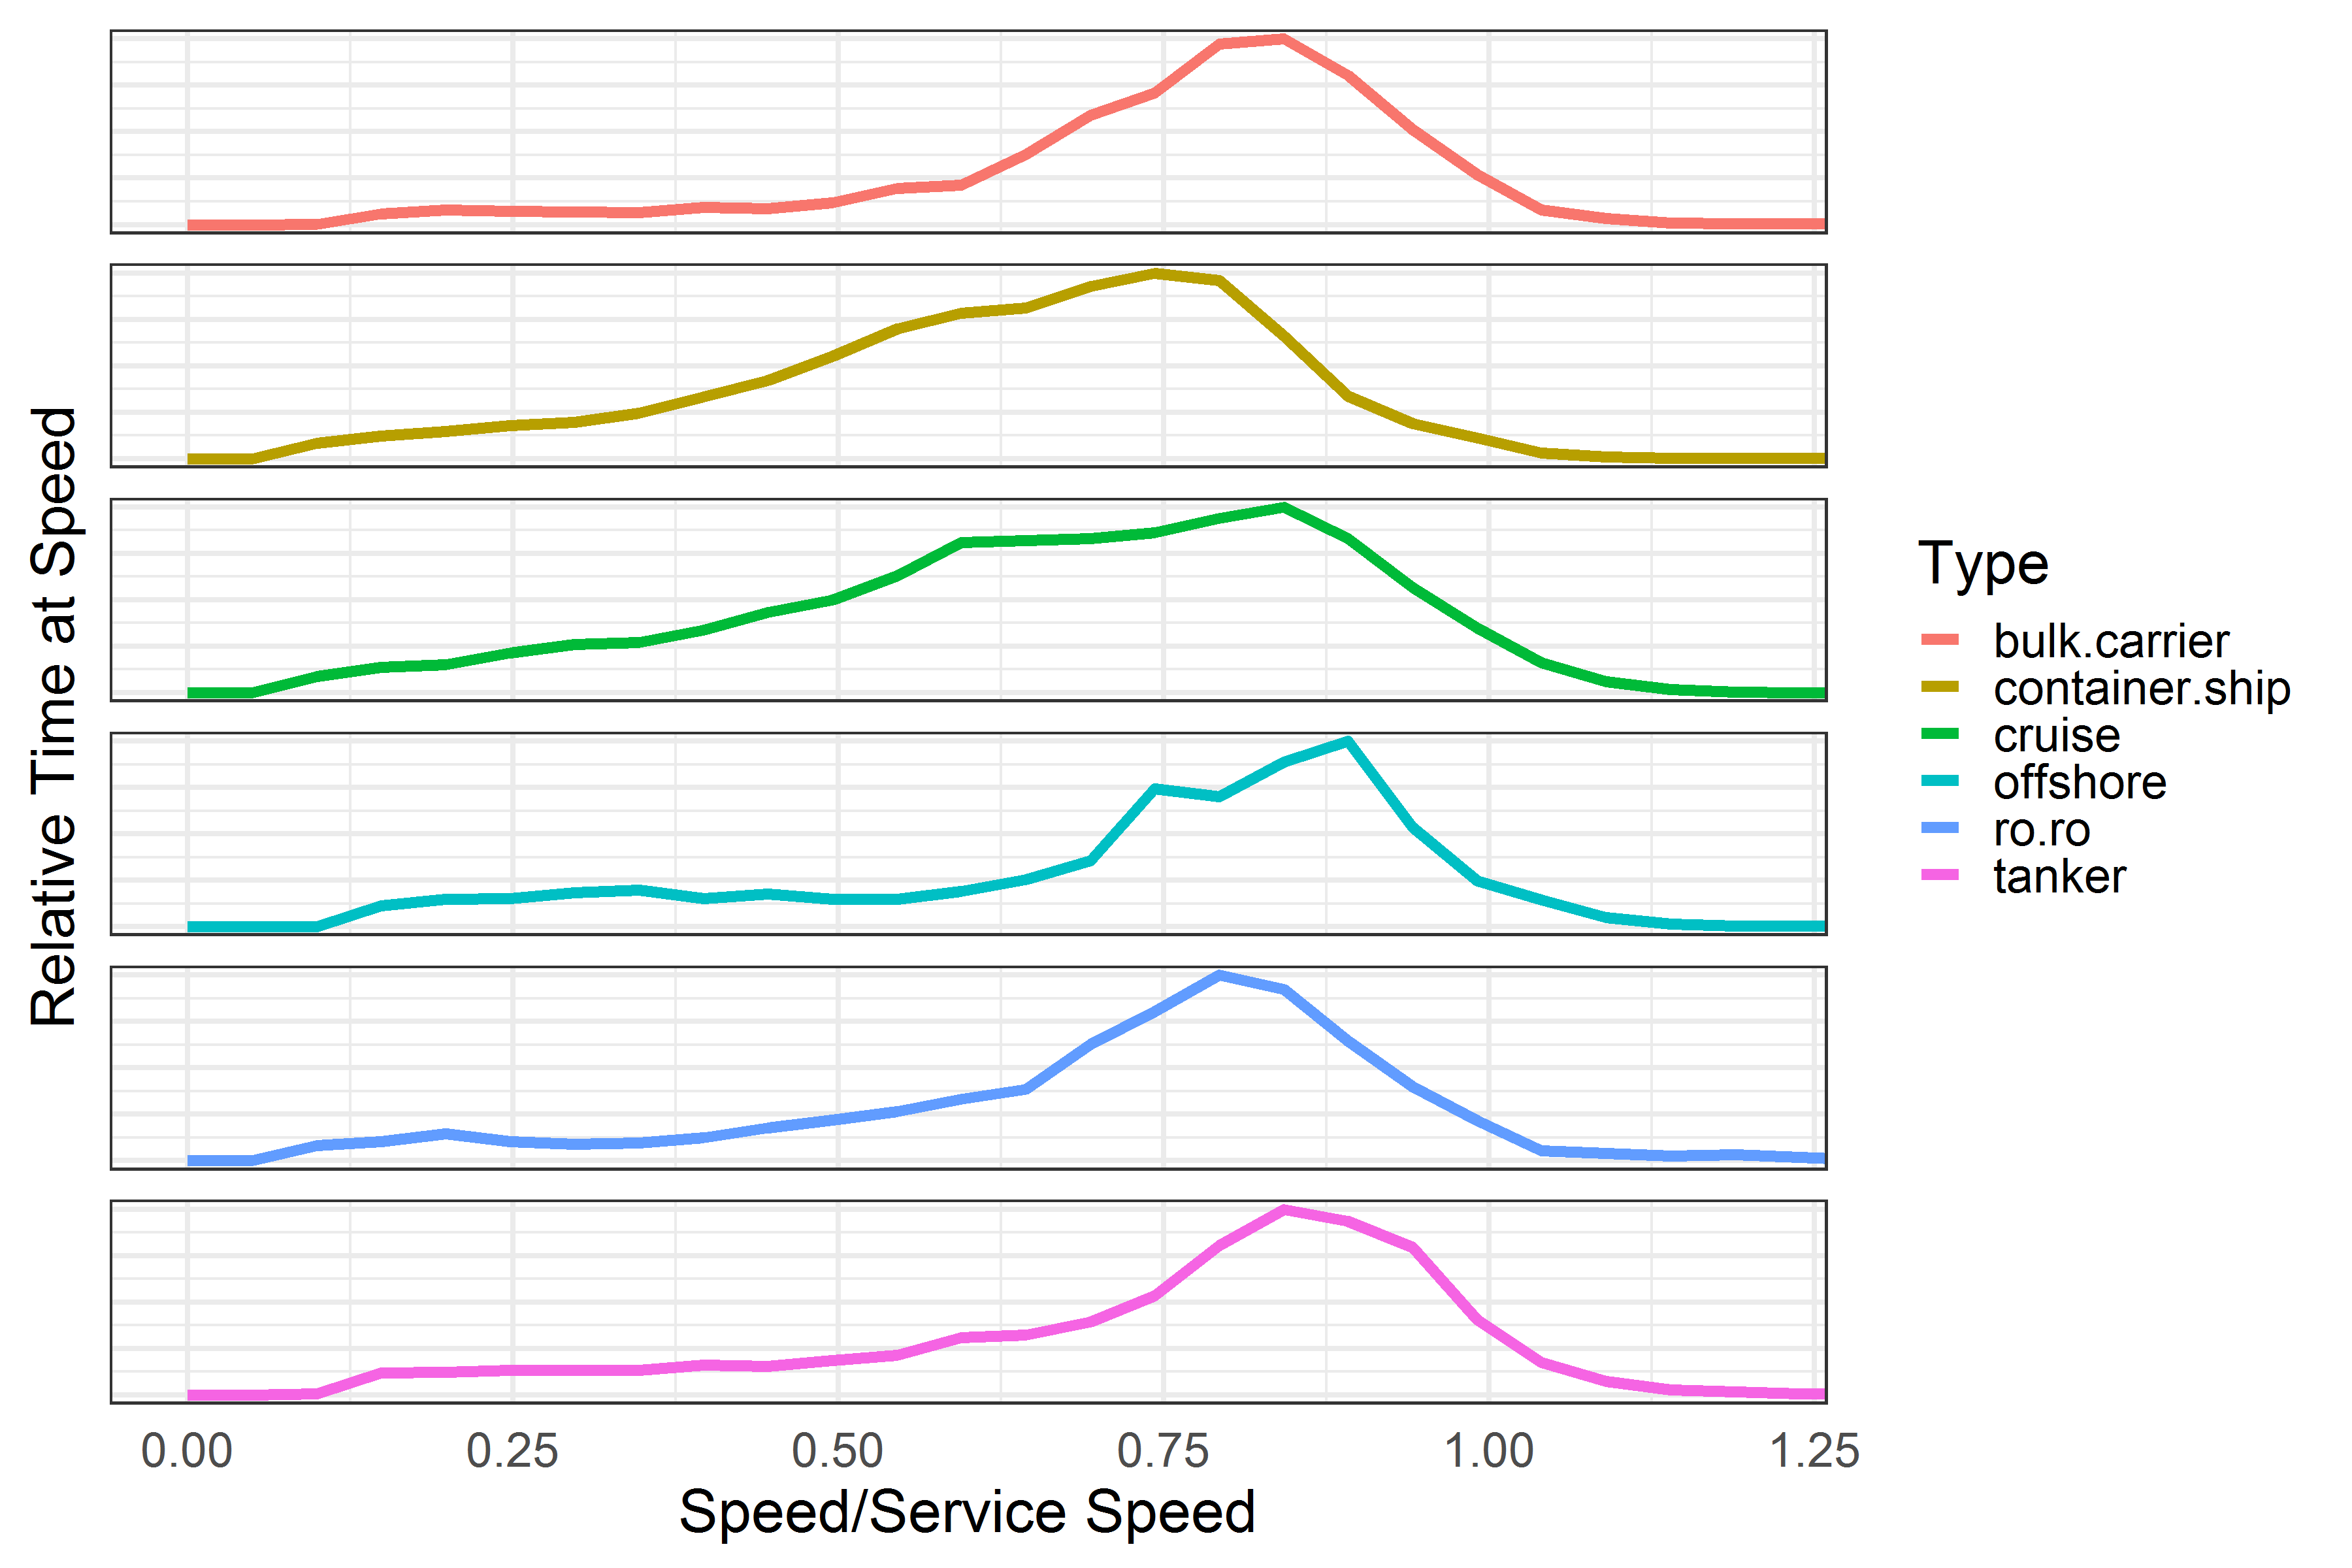 Relative Time at Speed
Type
bulk.carrier
container.ship
cruise
offshore
ro.ro
tanker
0.00 0.25 0.50 0.75 1.00 1.25
Speed/Service Speed